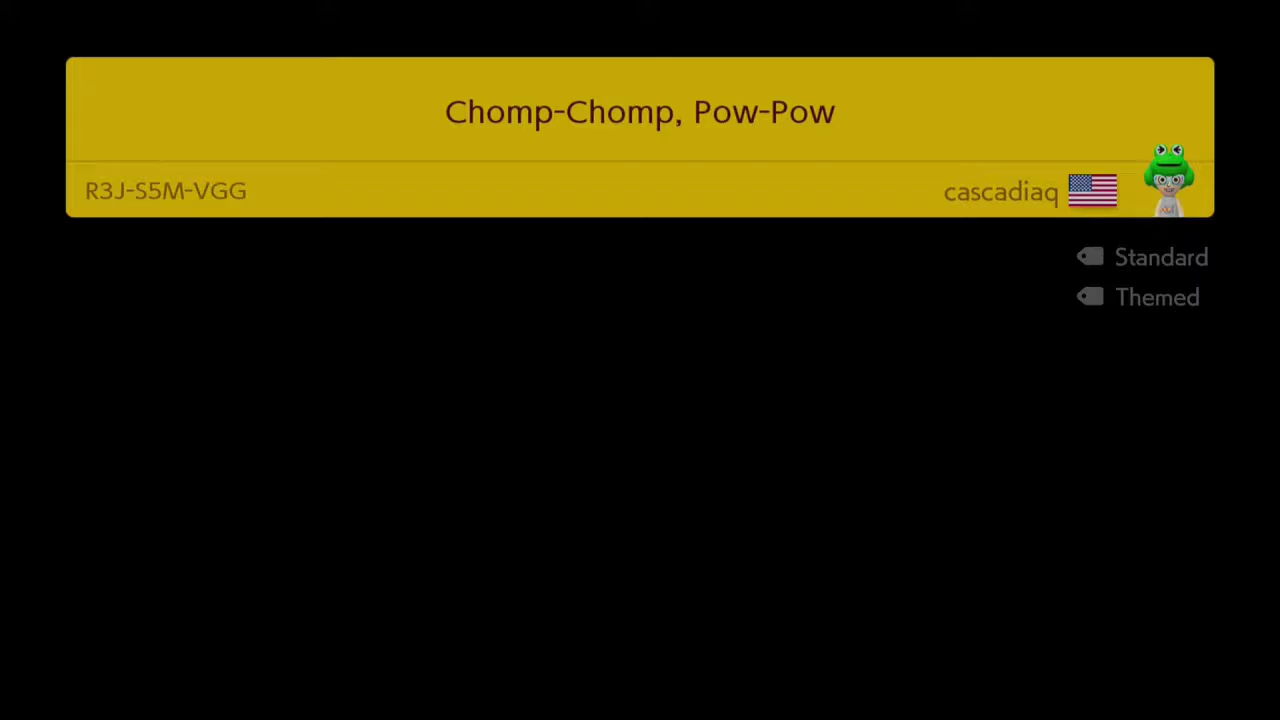 Chomp-Chomp, Pow-Pow
R3J-S5M-VGG
cascadiaq
Standard
Themed